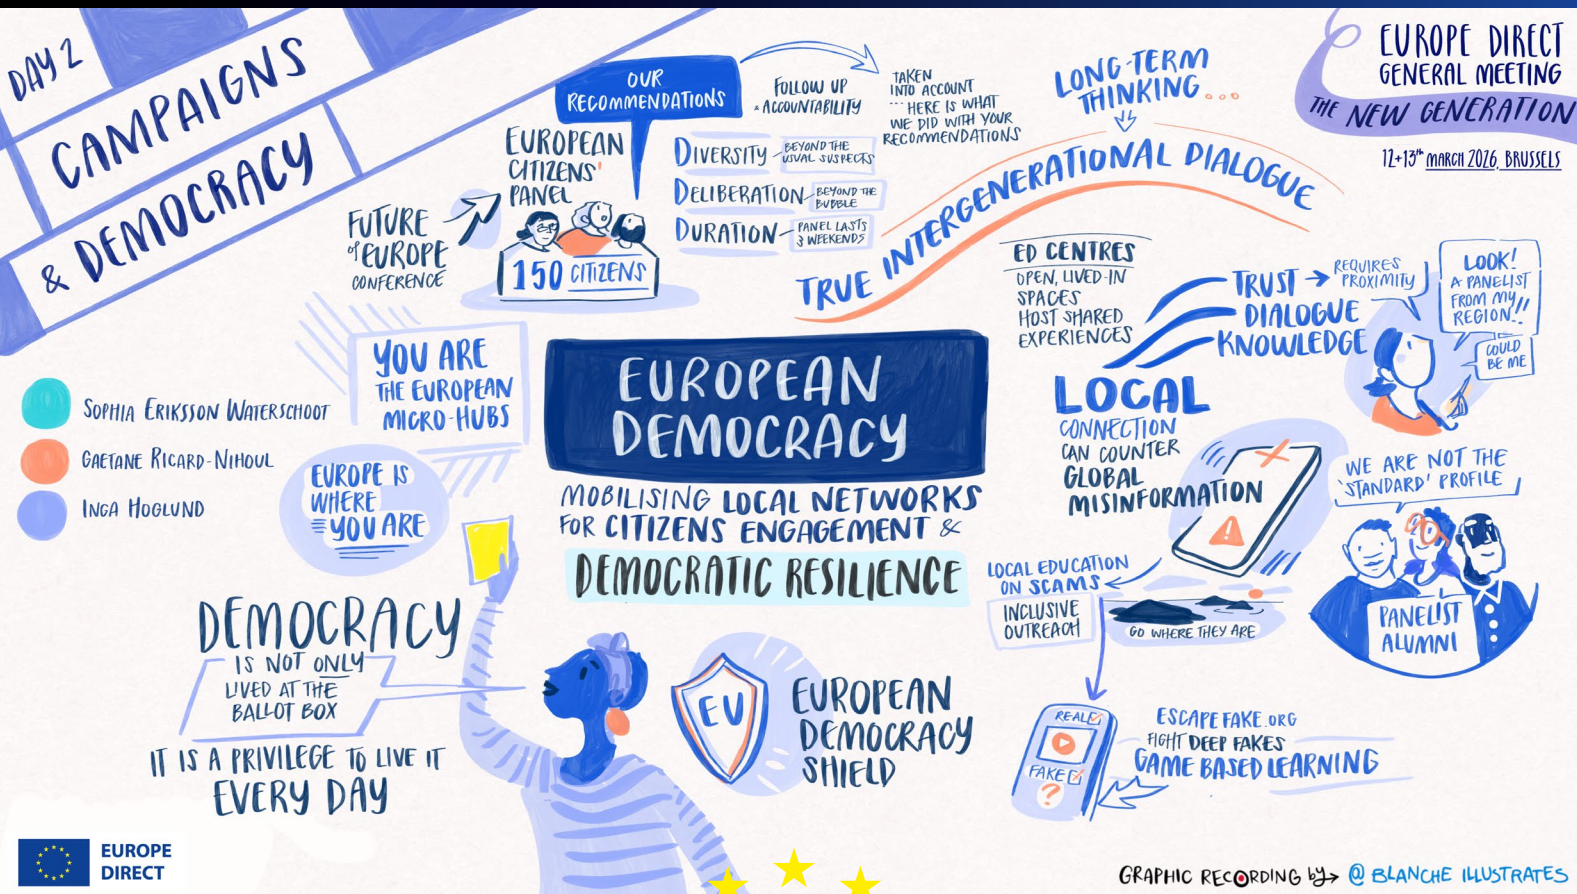 DAY 2
CAMPAIGNS
& DEMOCRACY
EUROPE DIRECT
GENERAL MEETING
THE NEW GENERATION
12+13th MARCH 2026, BRUSSELS
OUR
RECOMMENDATIONS
FOLLOW UP
& ACCOUNTABILITY
TAKEN
INTO ACCOUNT
... HERE IS WHAT
WE DID WITH YOUR
RECOMMENDATIONS
EUROPEAN
CITIZENS'
PANEL
FUTURE
of EUROPE
CONFERENCE
150 CITIZENS
DIVERSITY - BEYOND THE
USUAL SUSPECTS
DELIBERATION - BEYOND THE
BUBBLE
DURATION - PANEL LASTS
3 WEEKENDS
LONG-TERM
THINKING...
TRUE INTERGENERATIONAL DIALOGUE
ED CENTRES
OPEN, LIVED-IN
SPACES
HOST SHARED
EXPERIENCES
TRUST → REQUIRES
PROXIMITY
DIALOGUE
KNOWLEDGE
LOOK!
A PANELIST
FROM MY
REGION!!
COULD
BE ME
LOCAL
CONNECTION
CAN COUNTER
GLOBAL
MISINFORMATION
WE ARE NOT THE
'STANDARD' PROFILE
PANELIST
ALUMNI
YOU ARE
THE EUROPEAN
MICRO-HUBS
SOPHIA ERIKSSON WATERSCHOOT
GAETANE RICARD-NIHOUL
INGA HOGLUND
EUROPE IS
WHERE
YOU ARE
EUROPEAN
DEMOCRACY
MOBILISING LOCAL NETWORKS
FOR CITIZENS ENGAGEMENT &
DEMOCRATIC RESILIENCE
LOCAL EDUCATION
ON SCAMS
INCLUSIVE
OUTREACH
GO WHERE THEY ARE
DEMOCRACY
IS NOT ONLY
LIVED AT THE
BALLOT BOX
IT IS A PRIVILEGE TO LIVE IT
EVERY DAY
EU
EUROPEAN
DEMOCRACY
SHIELD
REAL
FAKE
?
ESCAPE FAKE.ORG
FIGHT DEEP FAKES
GAME BASED LEARNING
EUROPE
DIRECT
GRAPHIC RECORDING by → @ BLANCHE ILLUSTRATES